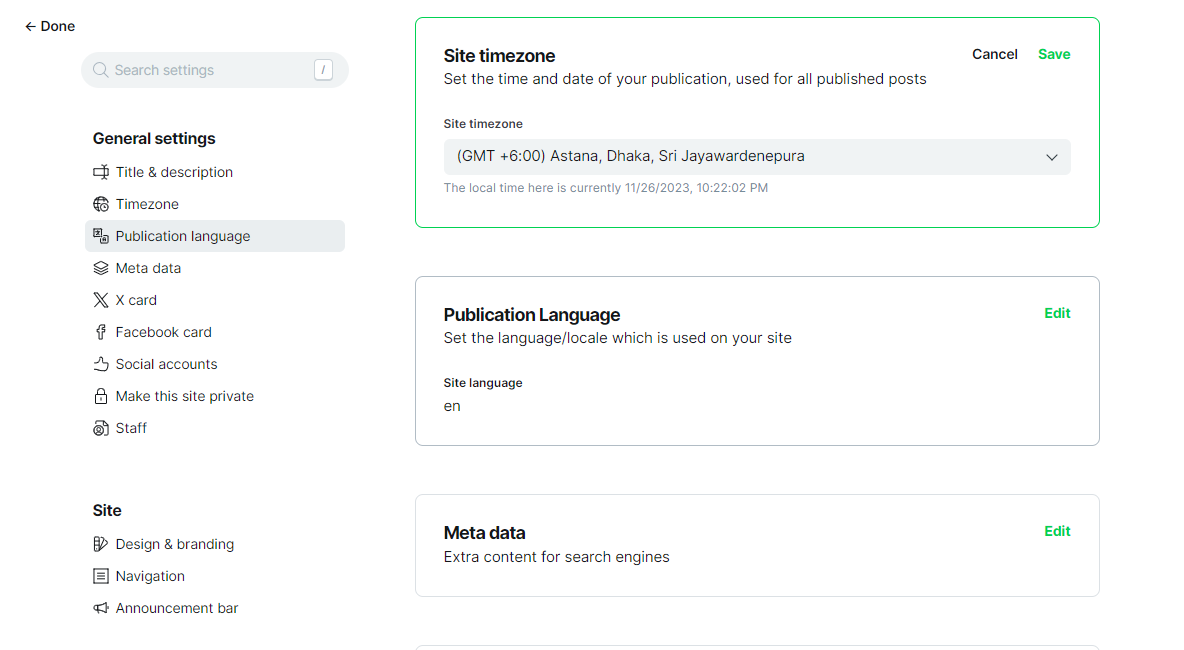 ← Done
Search settings /
General settings
Title & description
Timezone
Publication language
Meta data
X card
Facebook card
Social accounts
Make this site private
Staff
Site
Design & branding
Navigation
Announcement bar
Site timezone
Cancel Save
Set the time and date of your publication, used for all published posts
Site timezone
(GMT +6:00) Astana, Dhaka, Sri Jayawardenepura
The local time here is currently 11/26/2023, 10:22:02 PM
Publication Language
Edit
Set the language/locale which is used on your site
Site language
en
Meta data
Edit
Extra content for search engines